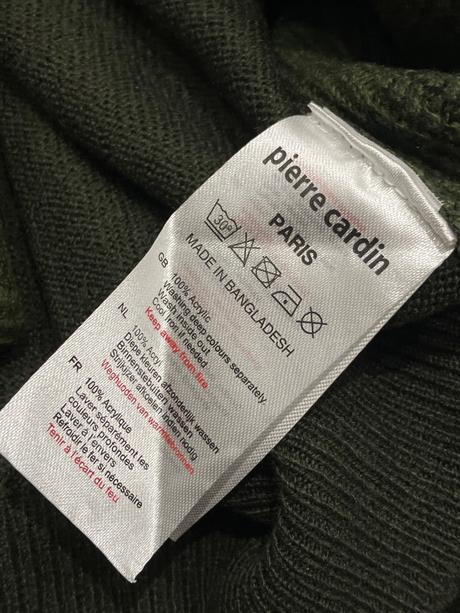 pierre cardin
PARIS
30°
MADE IN BANGLADESH
GB
100% Acrylic
Washing deep colours separately
Wash inside out
Cool iron if needed
Keep away from fire
NL
100% Acryl
Diepe kleuren afzonderlijk wassen
Binnenstebuiten wassen
Strijkijzer afkoelen indien nodig
Weghouden van warmtebronnen
FR
100% Acrylique
Laver séparément les
couleurs profondes
Laver à l'envers
Refroidir le fer si nécessaire
Tenir à l'écart du feu